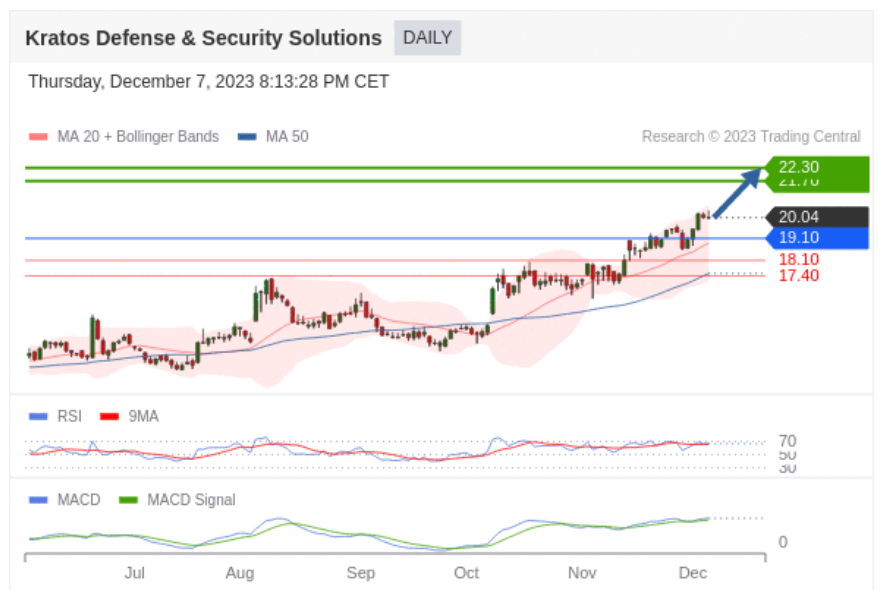 Kratos Defense & Security Solutions DAILY
Thursday, December 7, 2023 8:13:28 PM CET
MA 20 + Bollinger Bands MA 50 Research © 2023 Trading Central
22.30
21.70
20.04
19.10
18.10
17.40
RSI 9MA
70
50
30
MACD MACD Signal
0
Jul Aug Sep Oct Nov Dec